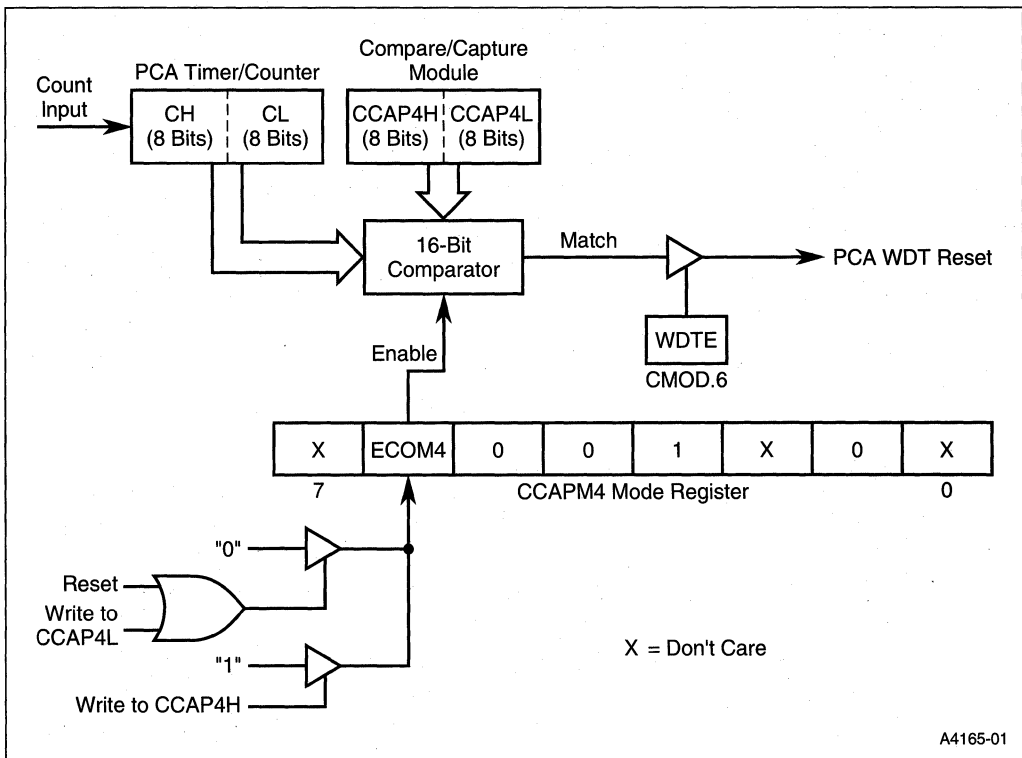 Compare/Capture
Module
PCA Timer/Counter
Count
Input
CH
(8 Bits)
CL
(8 Bits)
CCAP4H
(8 Bits)
CCAP4L
(8 Bits)
16-Bit
Comparator
Match
PCA WDT Reset
Enable
WDTE
CMOD.6
X ECOM4 0 0 1 X 0 X
7 CCAPM4 Mode Register 0
"0"
Reset
Write to
CCAP4L
"1"
Write to CCAP4H
X = Don't Care
A4165-01